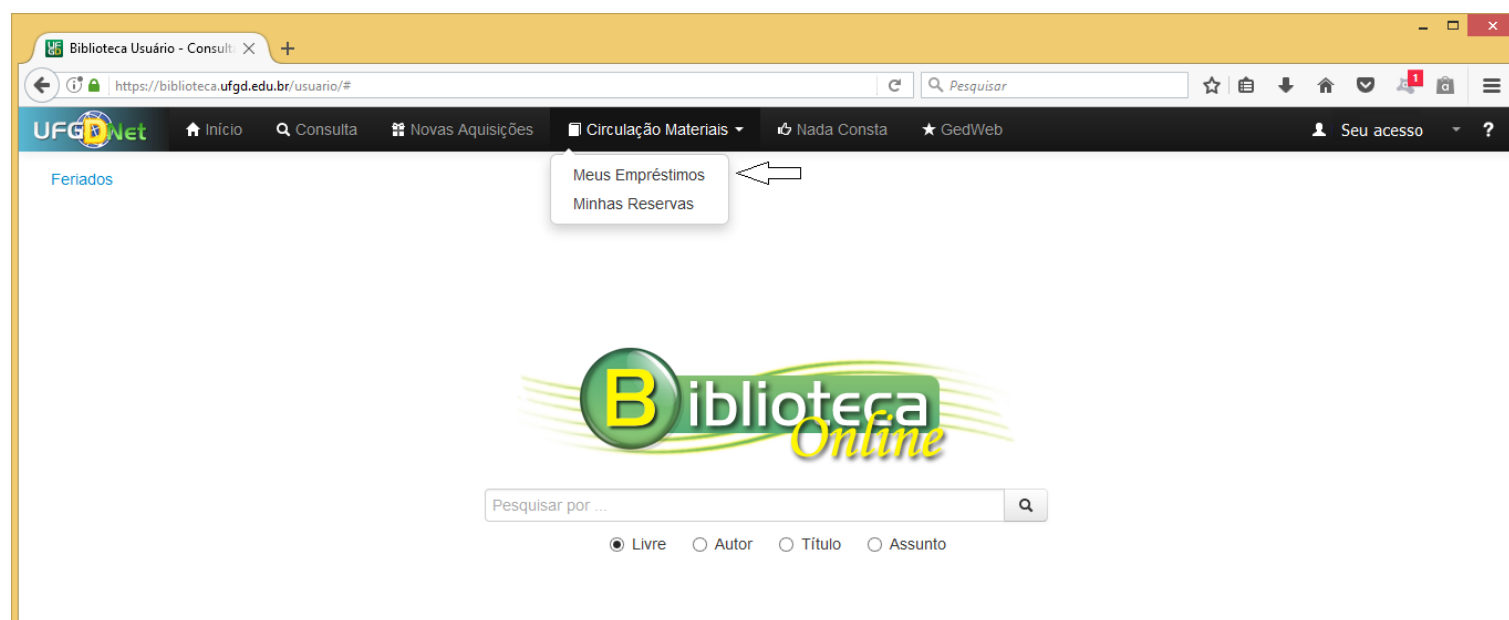 Biblioteca Usuário - Consult
https://biblioteca.ufgd.edu.br/usuario/#
Pesquisar
1
UFGDNet
Início
Consulta
Novas Aquisições
Circulação Materiais
Nada Consta
GedWeb
Seu acesso
?
Feriados
Meus Empréstimos
Minhas Reservas
Biblioteca
Online
Pesquisar por ...
Livre Autor Título Assunto